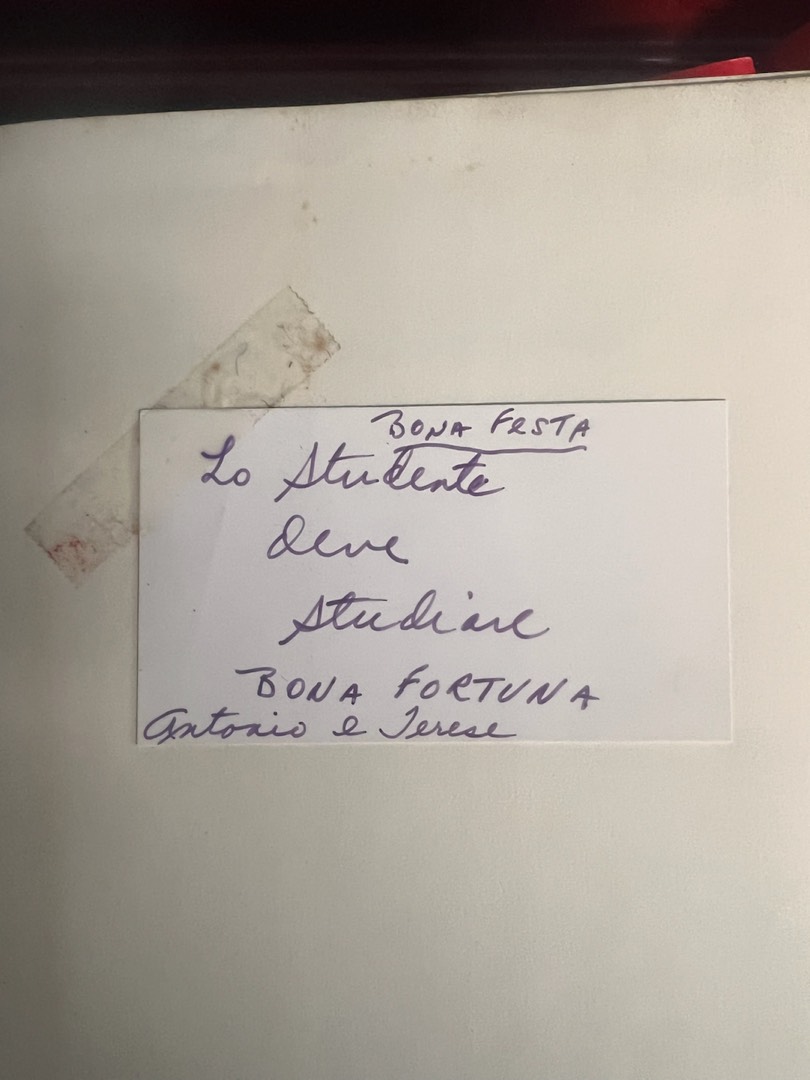 BONA FESTA
Lo Studente
deve
studiare
BONA FORTUNA
Antonio e Terese